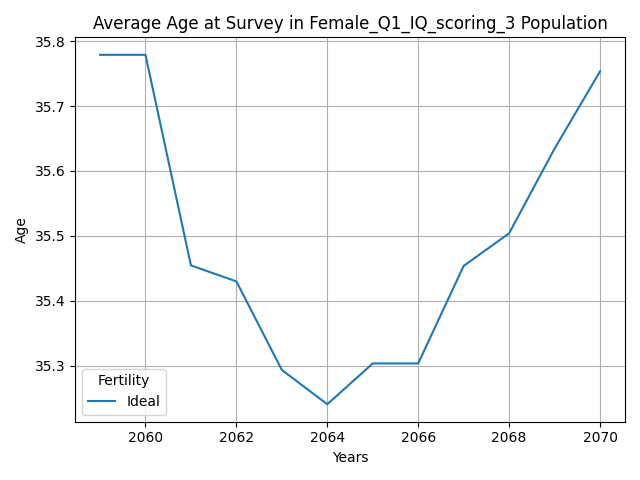 Average Age at Survey in Female_Q1_IQ_scoring_3 Population
35.8
35.7
35.6
35.5
35.4
35.3
Age
Fertility
Ideal
2060 2062 2064 2066 2068 2070
Years